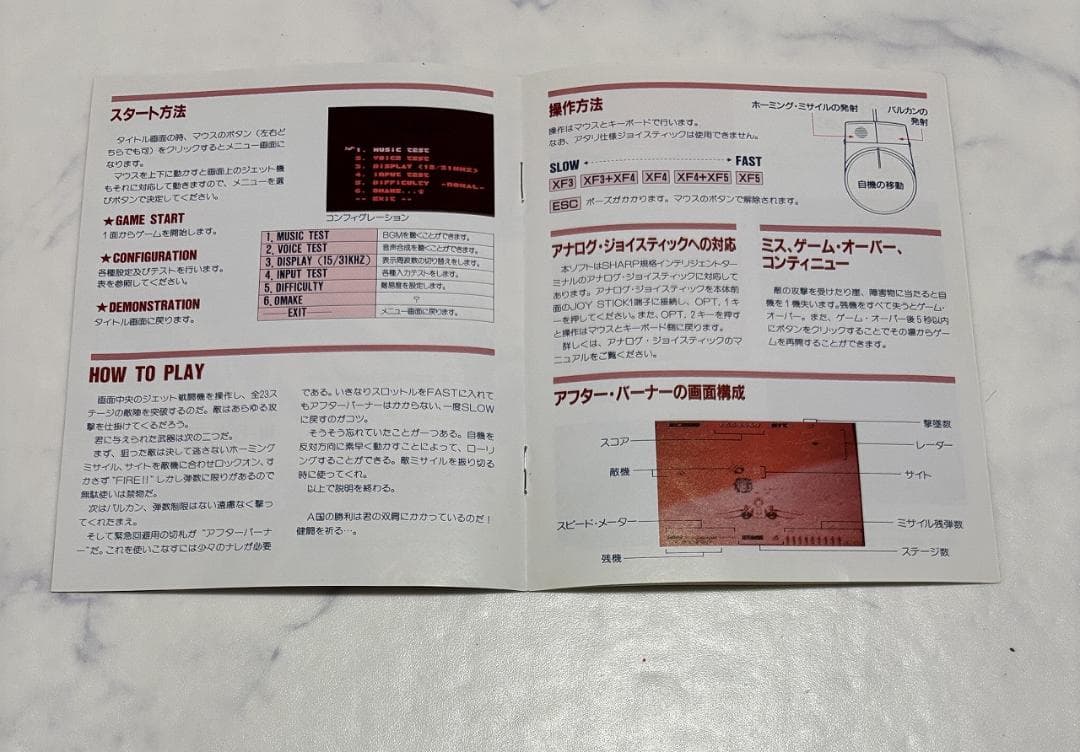 スタート方法
タイトル画面の時、マウスのボタン（左右ど
ちらでも可）をクリックするとメニュー画面に
なります。
マウスを上下に動かすと画面上のジェット機
もそれに対応して動きますので、メニューを選
びボタンで決定してください。
★GAME START
1面からゲームを開始します。
★CONFIGURATION
各種設定及びテストを行います。
表を参照してください。
★DEMONSTRATION
タイトル画面に戻ります。
1. MUSIC TEST
2. VOICE TEST
3. DISPLAY (15/31KHZ)
4. INPUT TEST
5. DIFFICULTY -NORMAL-
6. OMAKE...
-- EXIT --
コンフィグレーション
1. MUSIC TEST BGMを聴くことができます。
2. VOICE TEST 音声合成を聴くことができます。
3. DISPLAY (15/31KHZ) 表示周波数の切り替えをします。
4. INPUT TEST 各種入力テストをします。
5. DIFFICULTY 難易度を設定します。
6. OMAKE ?
EXIT メニュー画面に戻ります。
HOW TO PLAY
画面中央のジェット戦闘機を操作し、全23ス
テージの敵陣を突破するのだ。敵はあらゆる攻
撃を仕掛けてくるだろう。
君に与えられた武器は次の二つだ。
まず、狙った敵は決して逃さないホーミング
ミサイル、サイトを敵機に合わせロックオン、す
かさず“FIRE!!”しかし弾数に限りがあるので
無駄使いは禁物だ。
次はバルカン、弾数制限はない遠慮なく撃っ
てくれたまえ。
そして緊急回避用の切札が“アフターバーナ
ー”だ。これを使いこなすには少々のナレが必要
である。いきなりスロットルをFASTに入れて
もアフターバーナーはかからない、一度SLOW
に戻すのがコツ。
そうそう忘れていたことが一つある。自機を
反対方向に素早く動かすことによって、ローリ
ングすることができる。敵ミサイルを振り切る
時に使ってくれ。
以上で説明を終わる。
A国の勝利は君の双肩にかかっているのだ！
健闘を祈る…。
操作方法
操作はマウスとキーボードで行います。
なお、アタリ仕様ジョイスティックは使用できません。
SLOW FAST
XF3 XF3+XF4 XF4 XF4+XF5 XF5
ESC ポーズがかかります。マウスのボタンで解除されます。
ホーミング・ミサイルの発射
バルカンの
発射
自機の移動
アナログ・ジョイスティックへの対応
本ソフトはSHARP規格インテリジェントター
ミナルのアナログ・ジョイスティックに対応して
あります。アナログ・ジョイスティックを本体前
面のJOY STICK1端子に接続し、OPT. 1キ
ーを押してください。また、OPT. 2キーを押す
と操作はマウスとキーボード側に戻ります。
詳しくは、アナログ・ジョイスティックのマ
ニュアルをご覧ください。
ミス、ゲーム・オーバー、
コンティニュー
敵の攻撃を受けたり崖、障害物に当たると自
機を1機失います。残機をすべて失うとゲーム・
オーバー。また、ゲーム・オーバー後5秒以内
にボタンをクリックすることでその場からゲー
ムを再開することができます。
アフター・バーナーの画面構成
スコア
敵機
スピード・メーター
残機
撃墜数
レーダー
サイト
ミサイル残弾数
ステージ数